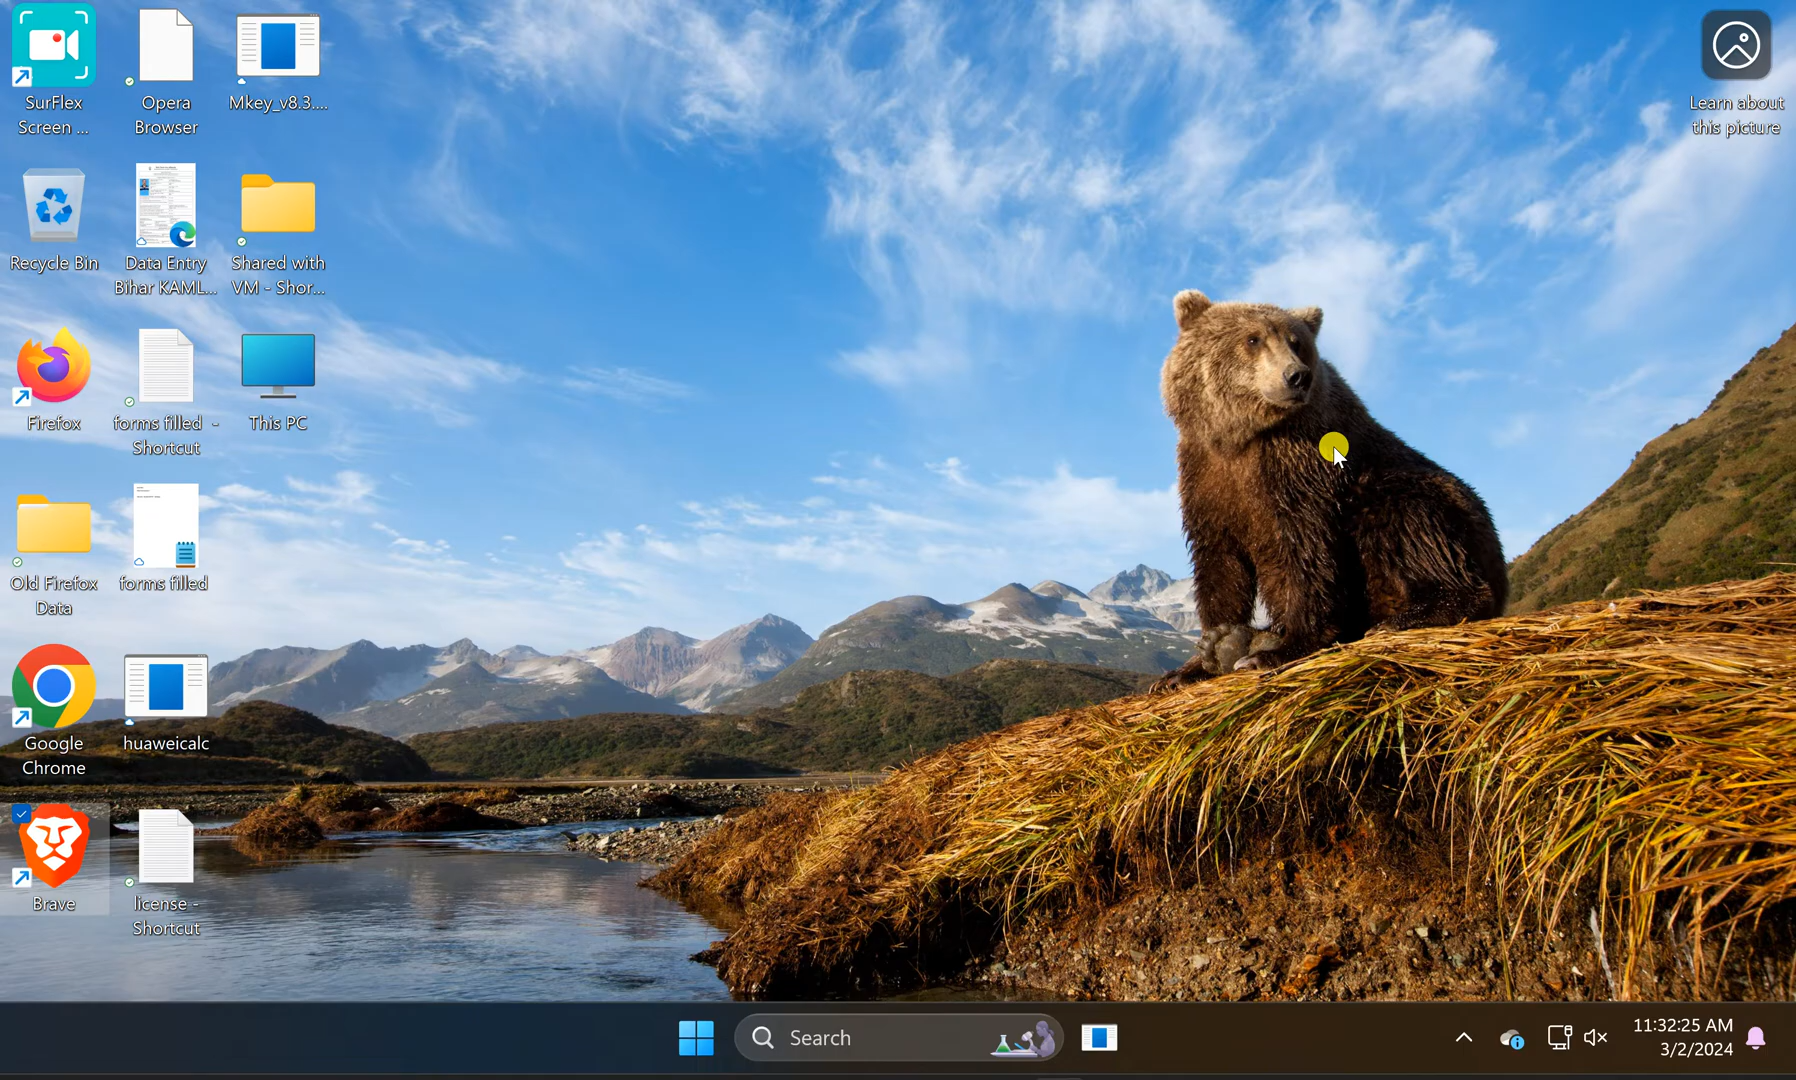 SurFlex
Screen ...
Opera
Browser
Mkey_v8.3....
Learn about
this picture
Recycle Bin
Data Entry
Bihar KAML...
Shared with
VM - Shor...
Firefox
forms filled -
Shortcut
This PC
Old Firefox
Data
forms filled
Google
Chrome
huaweicalc
Brave
license -
Shortcut
Search
11:32:25 AM
3/2/2024